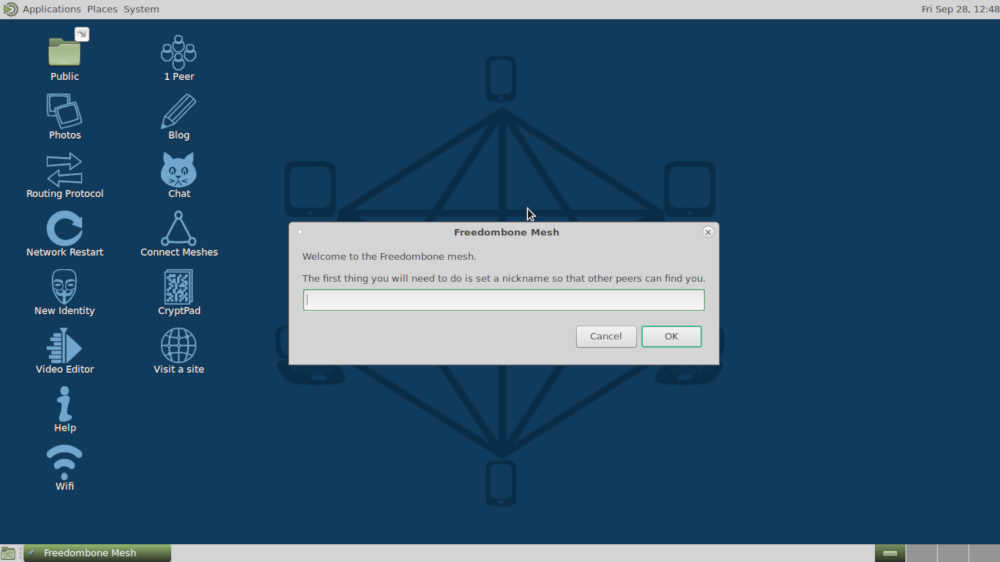 Applications Places System
Fri Sep 28, 12:48
Public
1 Peer
Photos
Blog
Routing Protocol
Chat
Network Restart
Connect Meshes
New Identity
CryptPad
Video Editor
Visit a site
Help
Wifi
Freedombone Mesh
Welcome to the Freedombone mesh.
The first thing you will need to do is set a nickname so that other peers can find you.
Cancel
OK
Freedombone Mesh